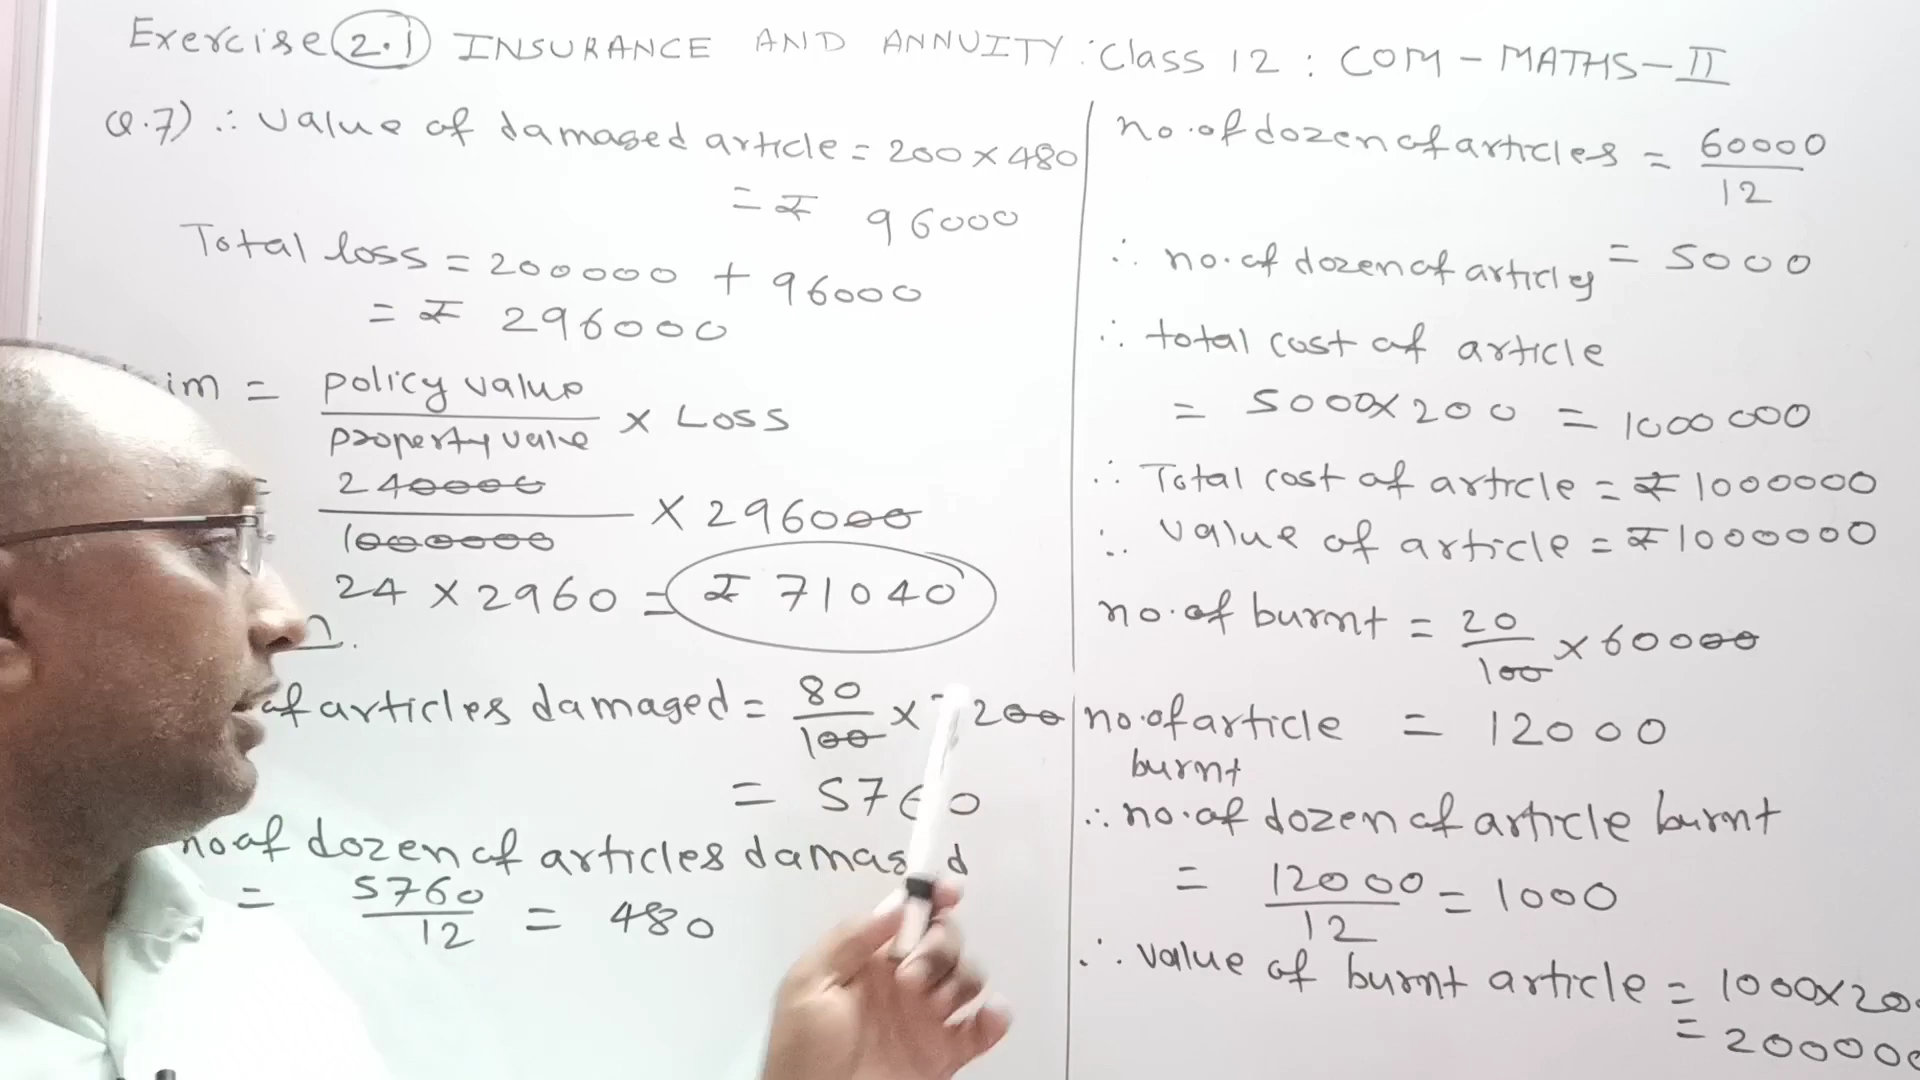 Exercise 2.1 INSURANCE AND ANNUITY : Class 12 : COM - MATHS - II
Q.7) ∴ value of damaged article = 200 × 480
= ₹ 96000
Total loss = 200000 + 96000
= ₹ 296000
im = policy value / property value × Loss
= 240000 / 1000000 × 296000
24 × 2960 = ₹ 71040
of articles damaged = 80/100 × 7200
= 5760
no of dozen of articles damaged
= 5760/12 = 480
no. of dozen of articles = 60000/12
∴ no. of dozen of articles = 5000
∴ total cost of article
= 5000 × 200 = 1000000
∴ Total cost of article = ₹ 1000000
∴ value of article = ₹ 1000000
no. of burnt = 20/100 × 60000
no. of article burnt = 12000
∴ no. of dozen of article burnt
= 12000/12 = 1000
∴ value of burnt article = 1000 × 200
= 200000